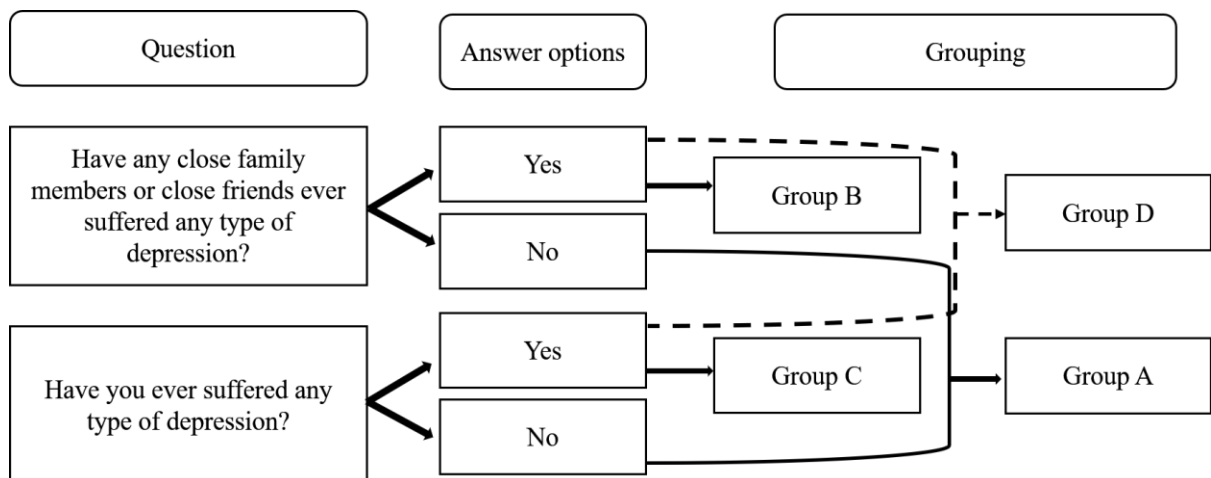 Question
Answer options
Grouping
Have any close family
members or close friends ever
suffered any type of
depression?
Yes
No
Group B
Group D
Have you ever suffered any
type of depression?
Yes
No
Group C
Group A